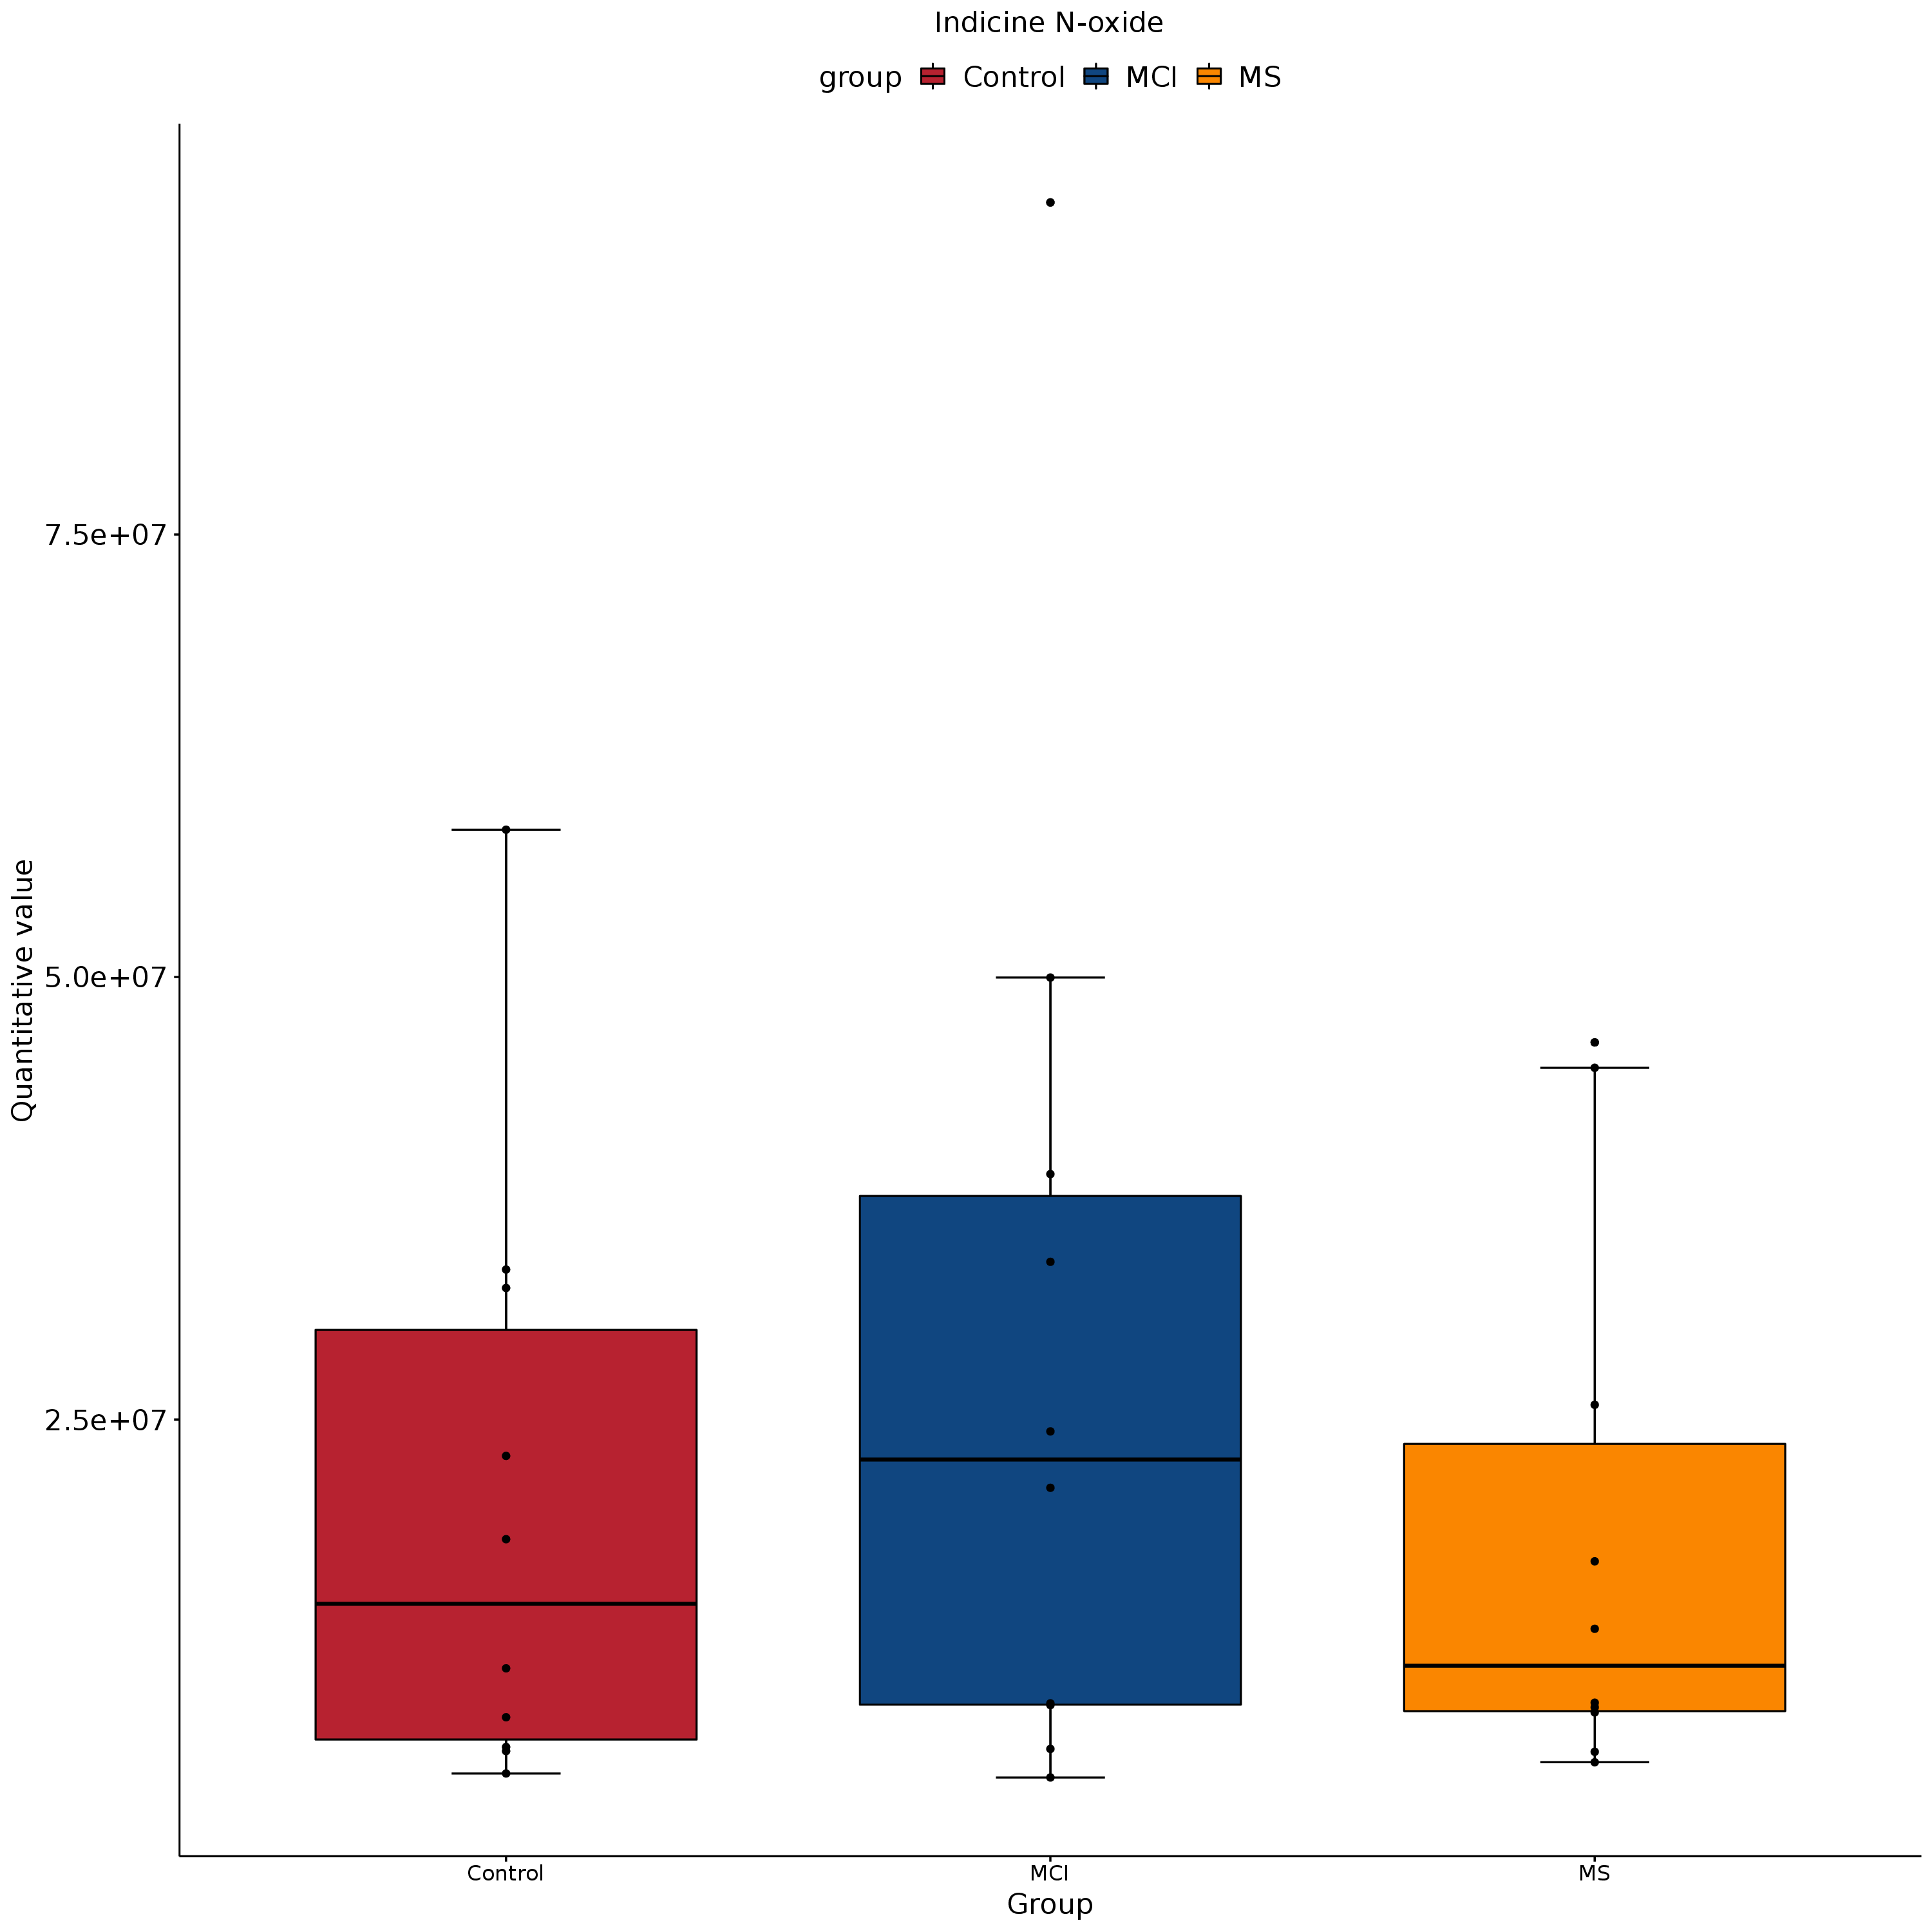 Indicine N-oxide
group Control MCI MS
7.5e+07
5.0e+07
2.5e+07
Quantitative value
Control MCI MS
Group